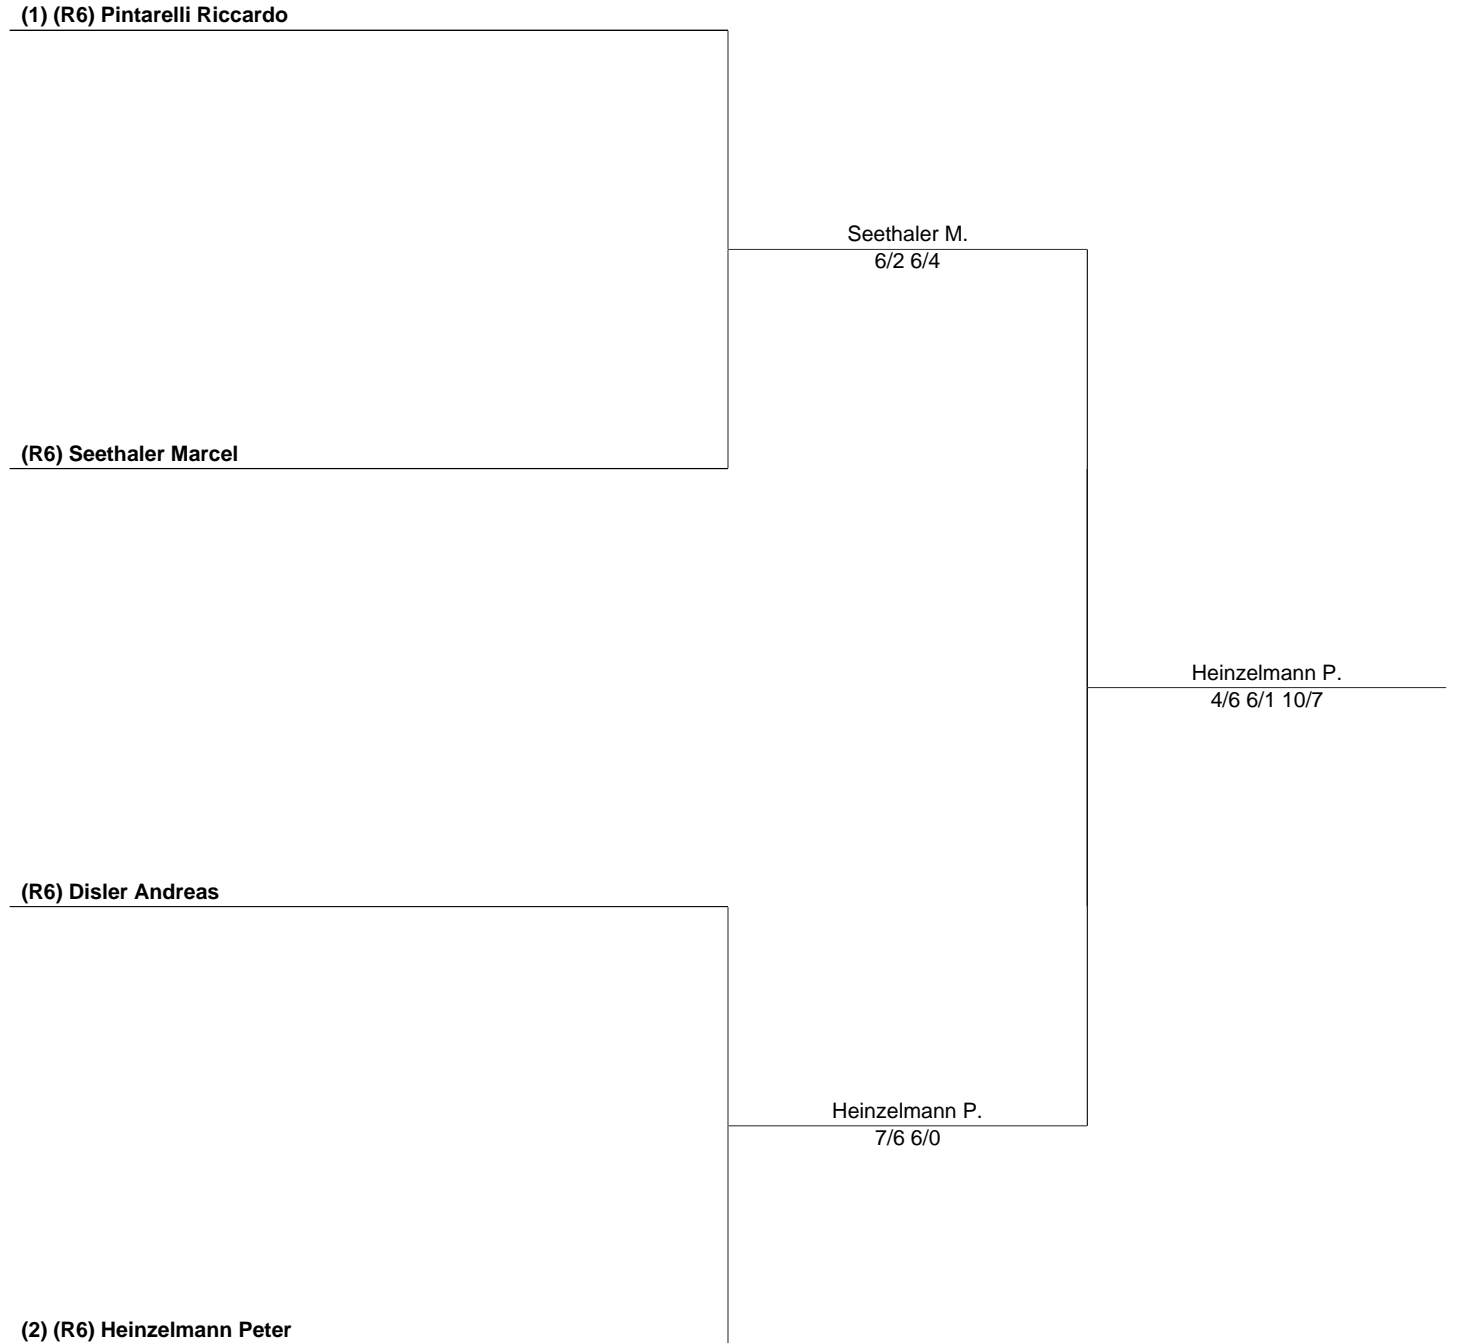 (1) (R6) Pintarelli Riccardo
Seethaler M.
6/2 6/4
(R6) Seethaler Marcel
Heinzelmann P.
4/6 6/1 10/7
(R6) Disler Andreas
Heinzelmann P.
7/6 6/0
(2) (R6) Heinzelmann Peter